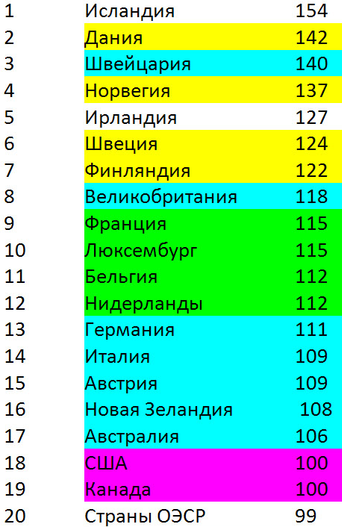 1 Исландия 154
2 Дания 142
3 Швейцария 140
4 Норвегия 137
5 Ирландия 127
6 Швеция 124
7 Финляндия 122
8 Великобритания 118
9 Франция 115
10 Люксембург 115
11 Бельгия 112
12 Нидерланды 112
13 Германия 111
14 Италия 109
15 Австрия 109
16 Новая Зеландия 108
17 Австралия 106
18 США 100
19 Канада 100
20 Страны ОЭСР 99